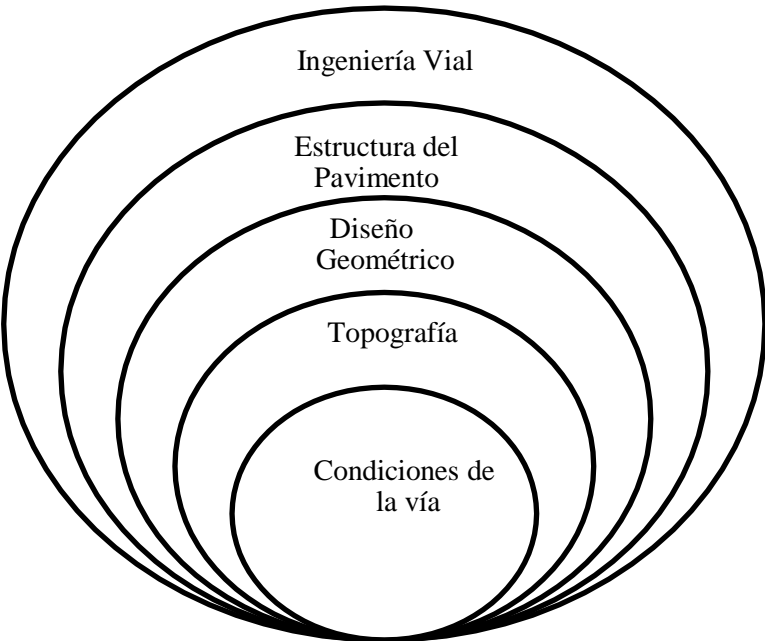 Ingeniería Vial
Estructura del
Pavimento
Diseño
Geométrico
Topografía
Condiciones de
la vía